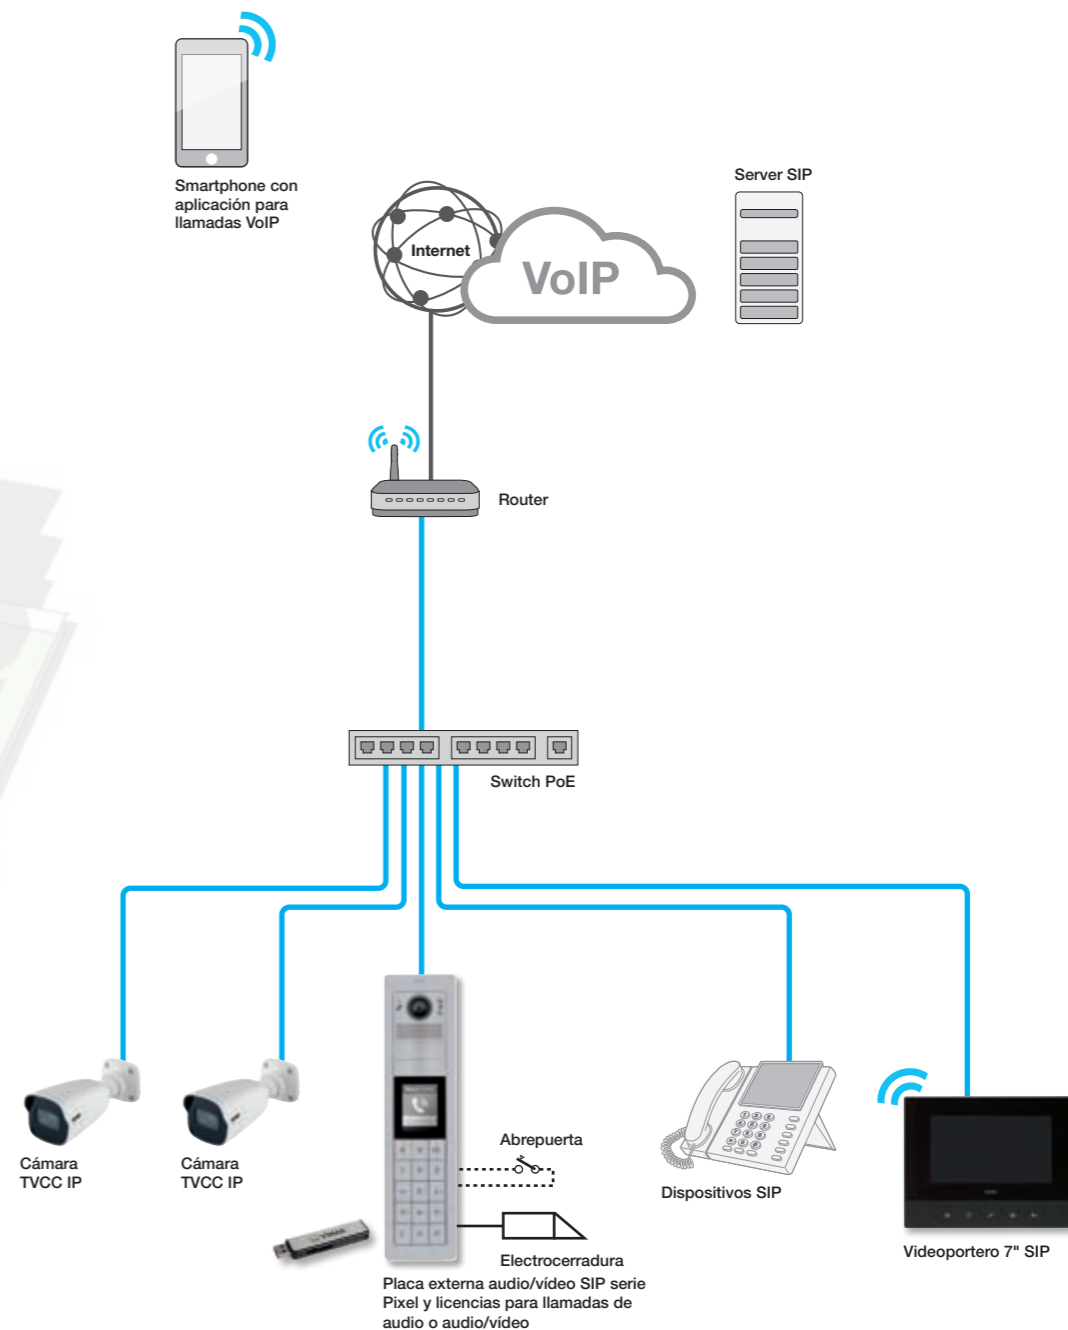 Smartphone con
aplicación para
llamadas VoIP
Server SIP
Internet
VoIP
Router
Switch PoE
Cámara
TVCC IP
Cámara
TVCC IP
Abrepuerta
Electrocerradura
Placa externa audio/vídeo SIP serie
Pixel y licencias para llamadas de
audio o audio/vídeo
Dispositivos SIP
Videoportero 7" SIP